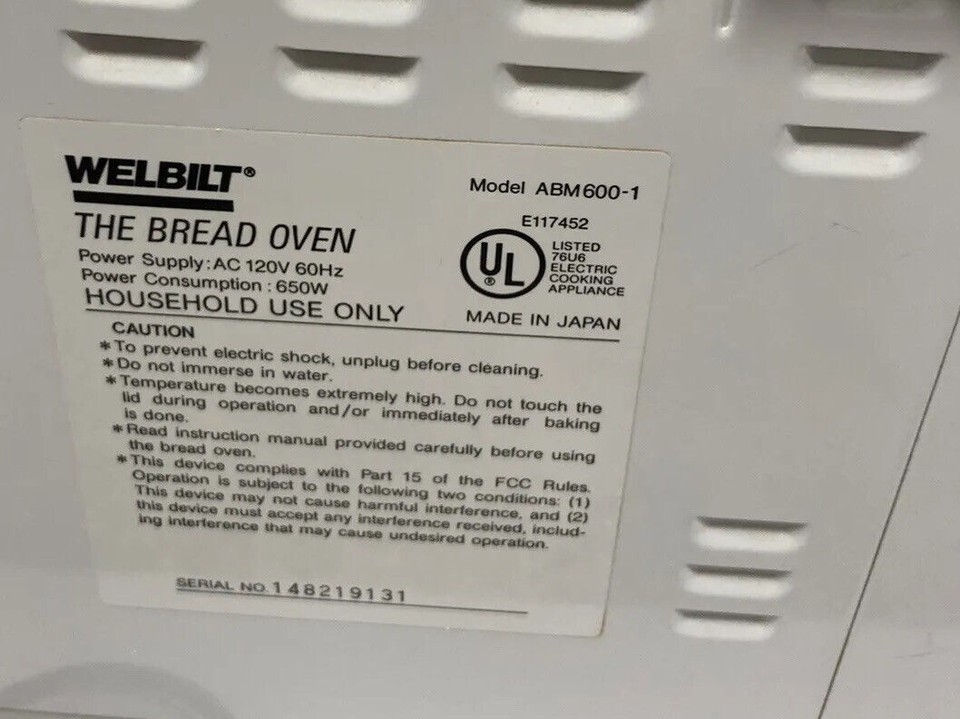 WELBILT®
THE BREAD OVEN
Power Supply: AC 120V 60Hz
Power Consumption : 650W
HOUSEHOLD USE ONLY
Model ABM600-1
E117452
UL ®
LISTED
76U6
ELECTRIC
COOKING
APPLIANCE
MADE IN JAPAN
CAUTION
*To prevent electric shock, unplug before cleaning.
*Do not immerse in water.
*Temperature becomes extremely high. Do not touch the
lid during operation and/or immediately after baking
is done.
*Read instruction manual provided carefully before using
the bread oven.
*This device complies with Part 15 of the FCC Rules.
Operation is subject to the following two conditions: (1)
This device may not cause harmful interference, and (2)
this device must accept any interference received, includ-
ing interference that may cause undesired operation.
SERIAL NO. 148219131